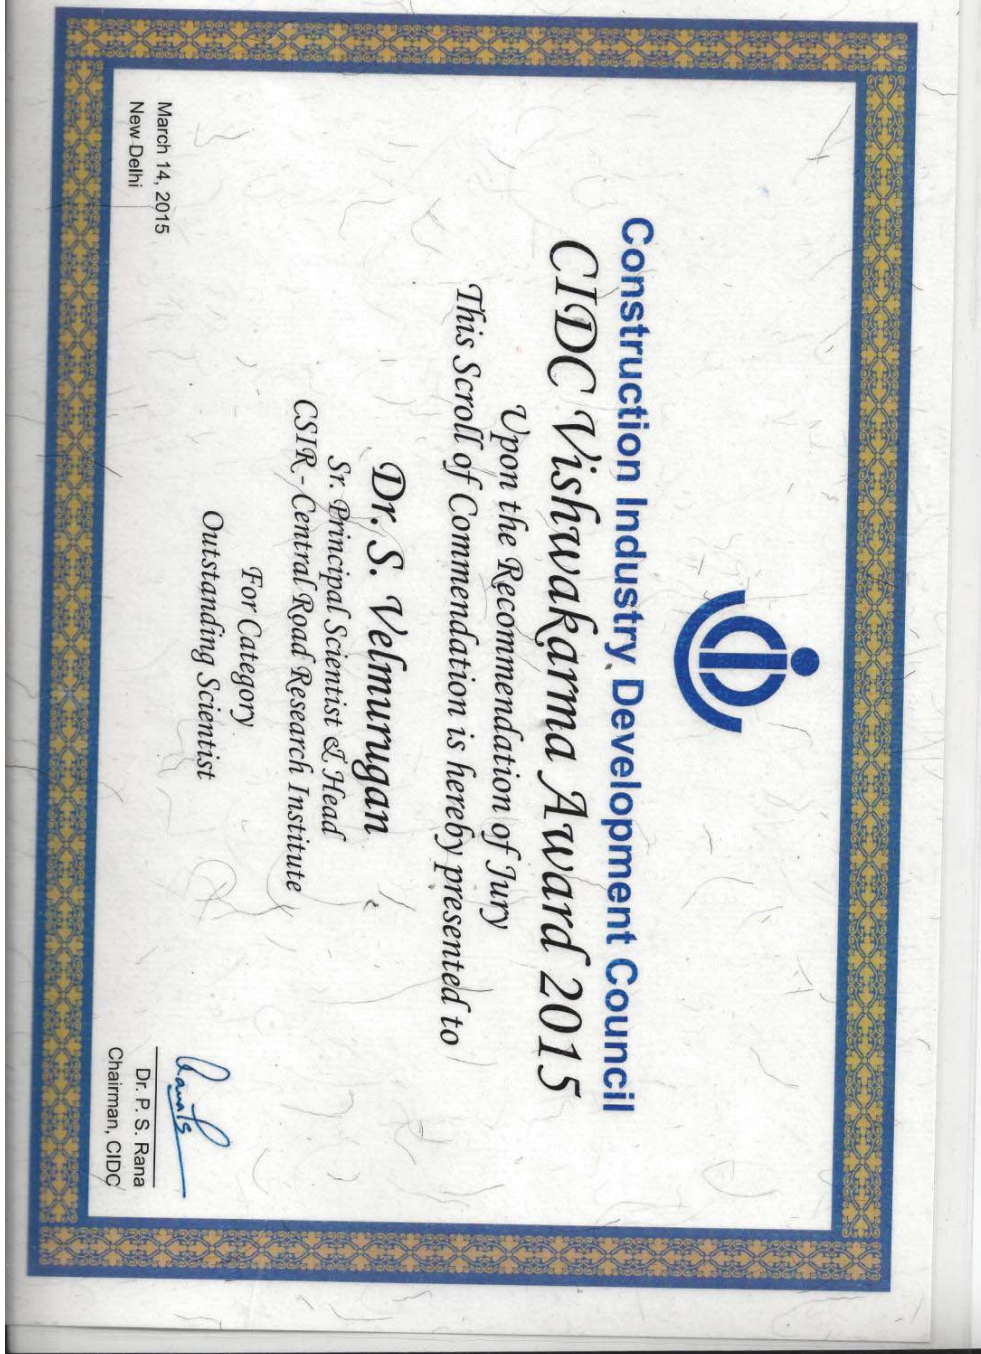 Construction Industry Development Council
CIDC Vishwakarma Award 2015
Upon the Recommendation of Jury
This Scroll of Commendation is hereby presented to
Dr. S. Velmurugan
Sr. Principal Scientist & Head
CSIR - Central Road Research Institute
For Category
Outstanding Scientist
March 14, 2015
New Delhi
Dr. P. S. Rana
Chairman, CIDC